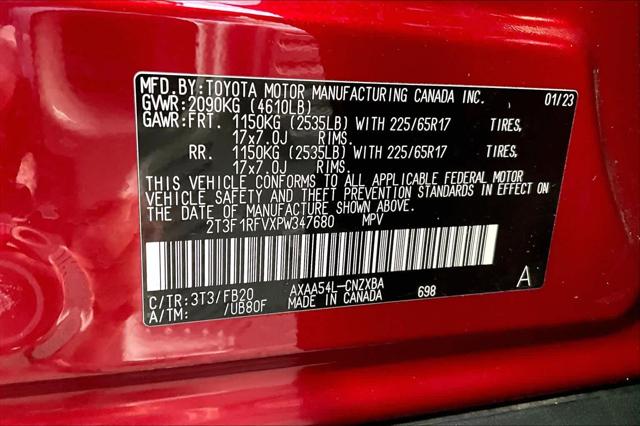 MFD.BY:TOYOTA MOTOR MANUFACTURING CANADA INC. 01/23
GVWR:2090KG (4610LB)
GAWR:FRT. 1150KG (2535LB) WITH 225/65R17 TIRES,
17x7.0J RIMS.
RR. 1150KG (2535LB) WITH 225/65R17 TIRES,
17x7.0J RIMS.
THIS VEHICLE CONFORMS TO ALL APPLICABLE FEDERAL MOTOR
VEHICLE SAFETY AND THEFT PREVENTION STANDARDS IN EFFECT ON
THE DATE OF MANUFACTURE SHOWN ABOVE.
2T3F1RFVXPW347680 MPV
C/TR:3T3/FB20 AXAA54L-CNZXBA A
A/TM: /UB80F MADE IN CANADA 698